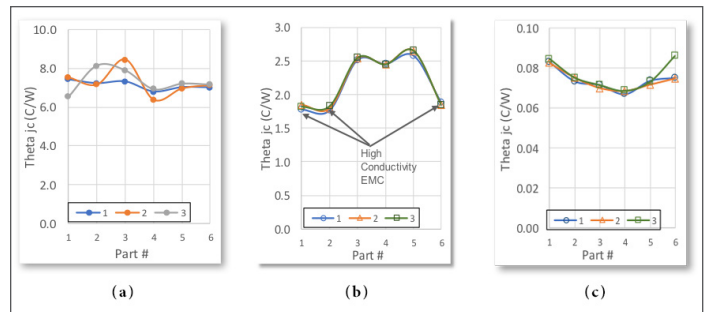 10.0
8.0
6.0
4.0
2.0
0.0
Theta jc (C/W)
1 2 3
1 2 3 4 5 6
Part #
(a)
3.0
2.5
2.0
1.5
1.0
0.5
0.0
Theta jc (C/W)
High
Conductivity
EMC
1 2 3
1 2 3 4 5 6
Part #
(b)
0.10
0.08
0.06
0.04
0.02
0.00
Theta jc (C/W)
1 2 3
1 2 3 4 5 6
Part #
(c)